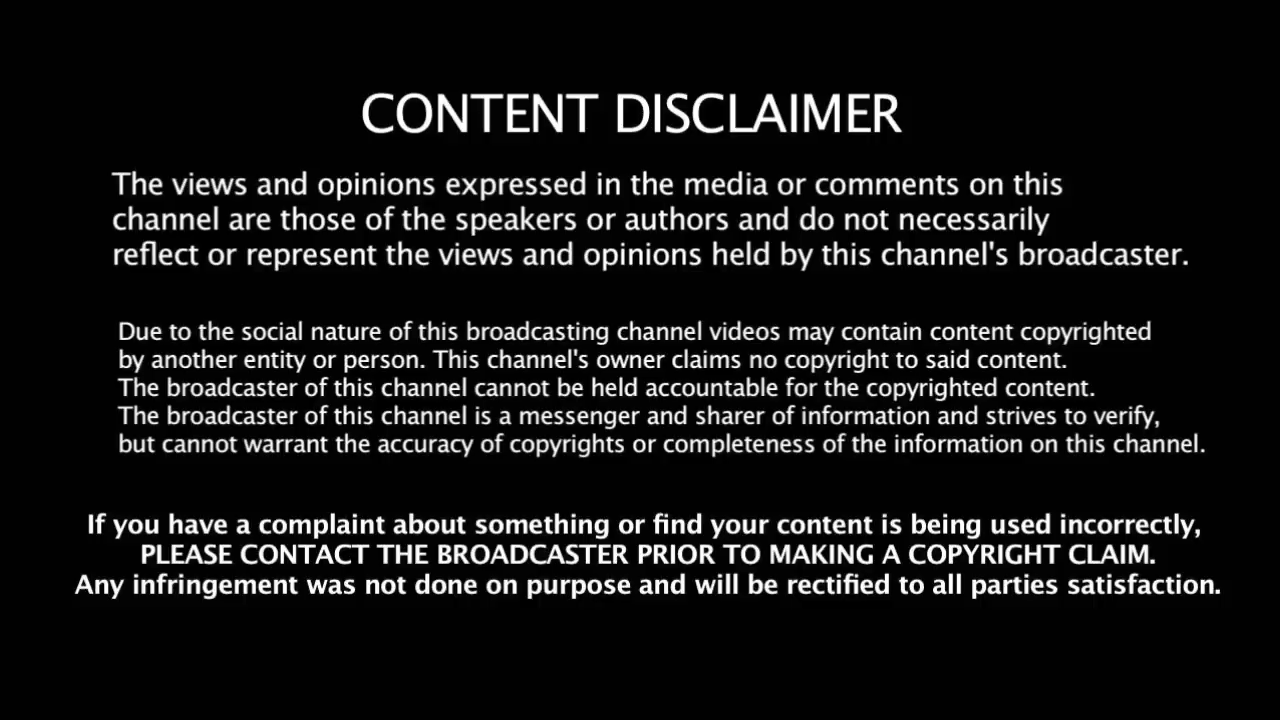 CONTENT DISCLAIMER
The views and opinions expressed in the media or comments on this
channel are those of the speakers or authors and do not necessarily
reflect or represent the views and opinions held by this channel's broadcaster.
Due to the social nature of this broadcasting channel videos may contain content copyrighted
by another entity or person. This channel's owner claims no copyright to said content.
The broadcaster of this channel cannot be held accountable for the copyrighted content.
The broadcaster of this channel is a messenger and sharer of information and strives to verify,
but cannot warrant the accuracy of copyrights or completeness of the information on this channel.
If you have a complaint about something or find your content is being used incorrectly,
PLEASE CONTACT THE BROADCASTER PRIOR TO MAKING A COPYRIGHT CLAIM.
Any infringement was not done on purpose and will be rectified to all parties satisfaction.